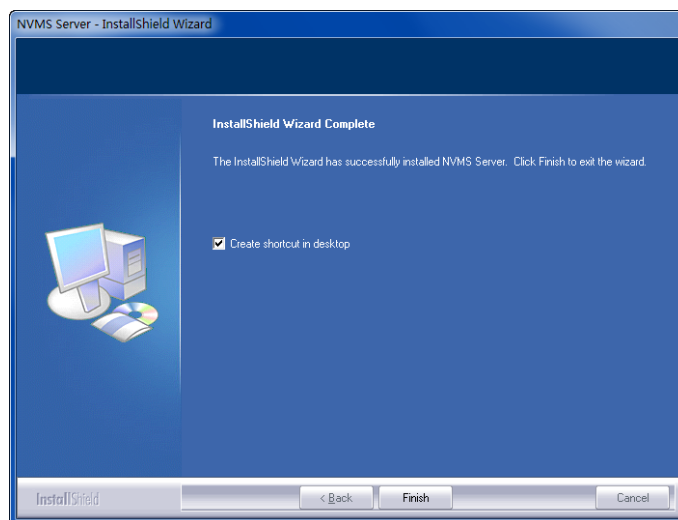 NVMS Server - InstallShield Wizard
InstallShield Wizard Complete
The InstallShield Wizard has successfully installed NVMS Server. Click Finish to exit the wizard.
Create shortcut in desktop
InstallShield
< Back
Finish
Cancel